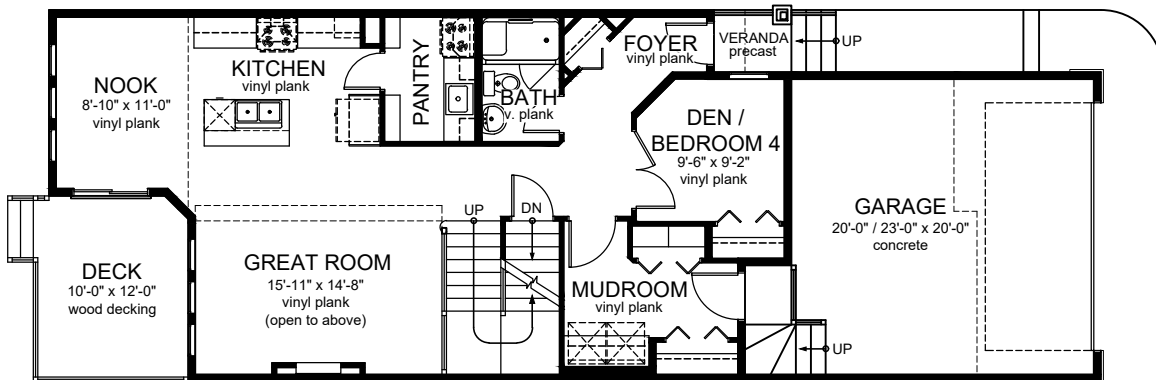 NOOK
8'-10" x 11'-0"
vinyl plank
KITCHEN
vinyl plank
PANTRY
BATH
v. plank
FOYER
vinyl plank
VERANDA
precast
UP
DEN /
BEDROOM 4
9'-6" x 9'-2"
vinyl plank
GARAGE
20'-0" / 23'-0" x 20'-0"
concrete
UP
DN
DECK
10'-0" x 12'-0"
wood decking
GREAT ROOM
15'-11" x 14'-8"
vinyl plank
(open to above)
MUDROOM
vinyl plank
UP